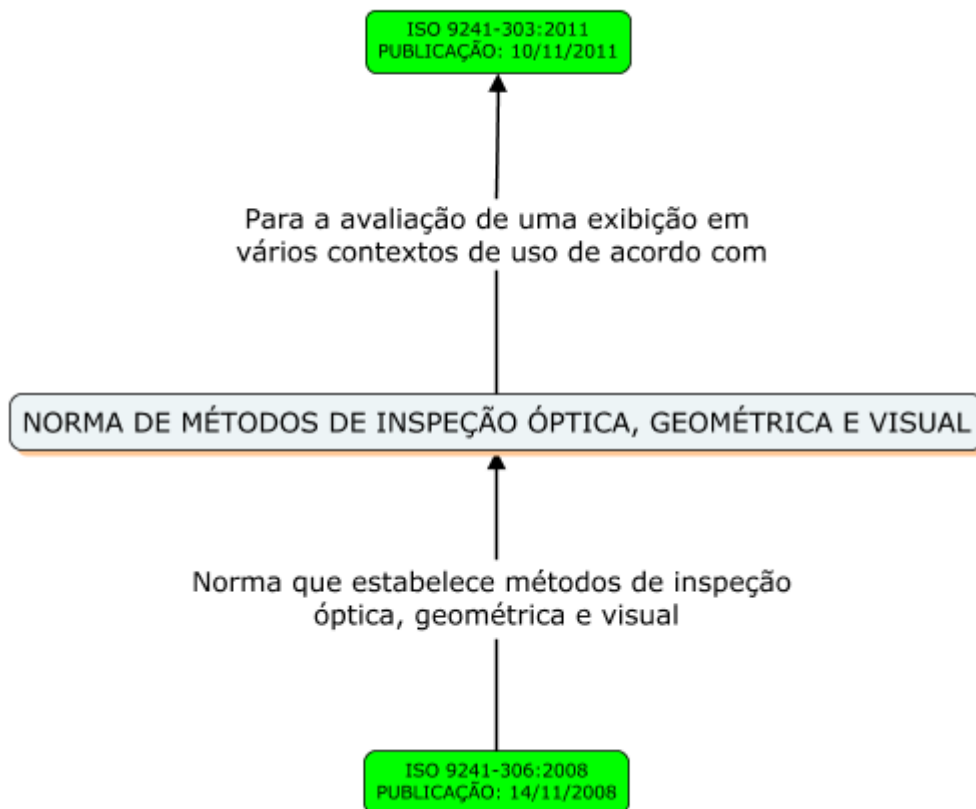 ISO 9241-303:2011
PUBLICAÇÃO: 10/11/2011
Para a avaliação de uma exibição em
vários contextos de uso de acordo com
NORMA DE MÉTODOS DE INSPEÇÃO ÓPTICA, GEOMÉTRICA E VISUAL
Norma que estabelece métodos de inspeção
óptica, geométrica e visual
ISO 9241-306:2008
PUBLICAÇÃO: 14/11/2008